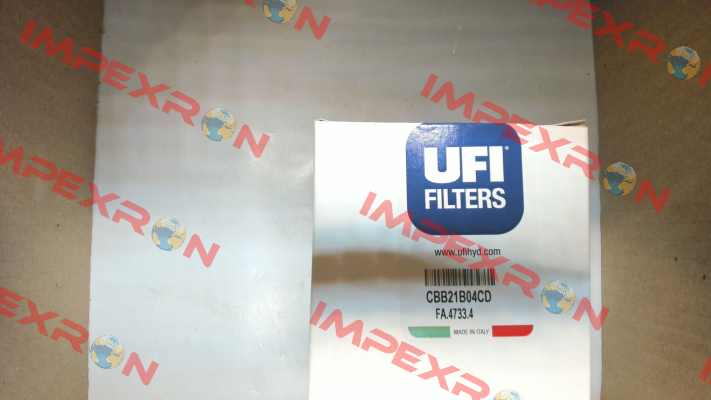 UFI
FILTERS
www.ufihyd.com
CBB21B04CD
FA.4733.4
MADE IN ITALY
IMPEXRON
IMPEXRON
IMPEXRON
IMPEXRON
IMPEXRON
IMPEXRON
IMPEXRON
IMPEXRON